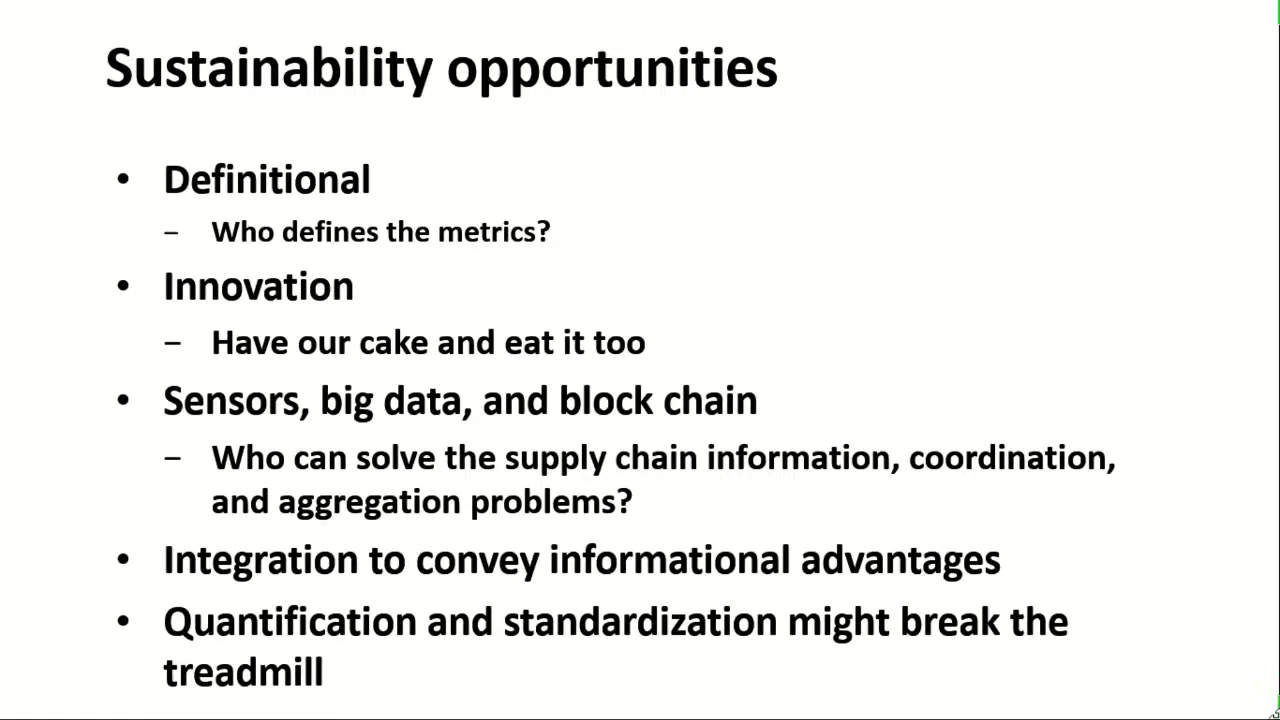 Sustainability opportunities
• Definitional
– Who defines the metrics?
• Innovation
– Have our cake and eat it too
• Sensors, big data, and block chain
– Who can solve the supply chain information, coordination,
and aggregation problems?
• Integration to convey informational advantages
• Quantification and standardization might break the
treadmill